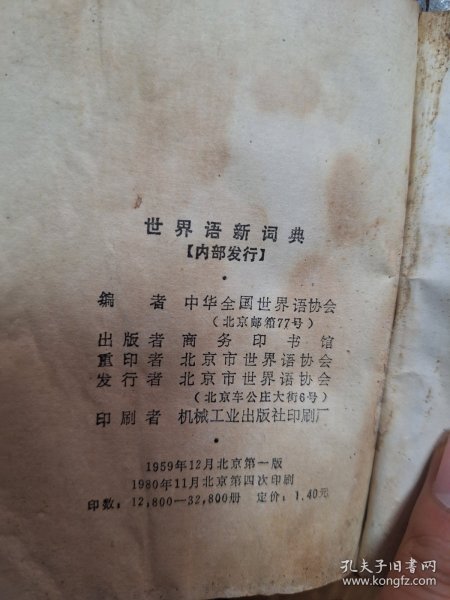 世界语新词典
【内部发行】
编者 中华全国世界语协会
(北京邮箱77号)
出版者 商务印书馆
重印者 北京市世界语协会
发行者 北京市世界语协会
(北京车公庄大街6号)
印刷者 机械工业出版社印刷厂
1959年12月北京第一版
1980年11月北京第四次印刷
印数: 12,800—32,800册 定价: 1.40元
孔夫子旧书网
www.kongfz.com